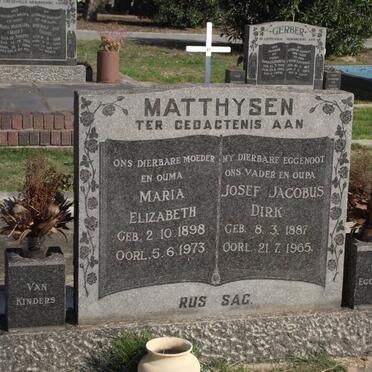 GERBER
MATTHYSEN
TER GEDACTENIS AAN
ONS DIERBARE MOEDER
EN OUMA
MARIA
ELIZABETH
GEB. 2.10.1898
OORL. 5.6.1973.
MY DIERBARE EGGENOOT
ONS VADER EN OUPA
JOSEF JACOBUS
DIRK
GEB. 8.3.1887
OORL. 21.7.1965.
RUS SAG.
VAN
KINDERS